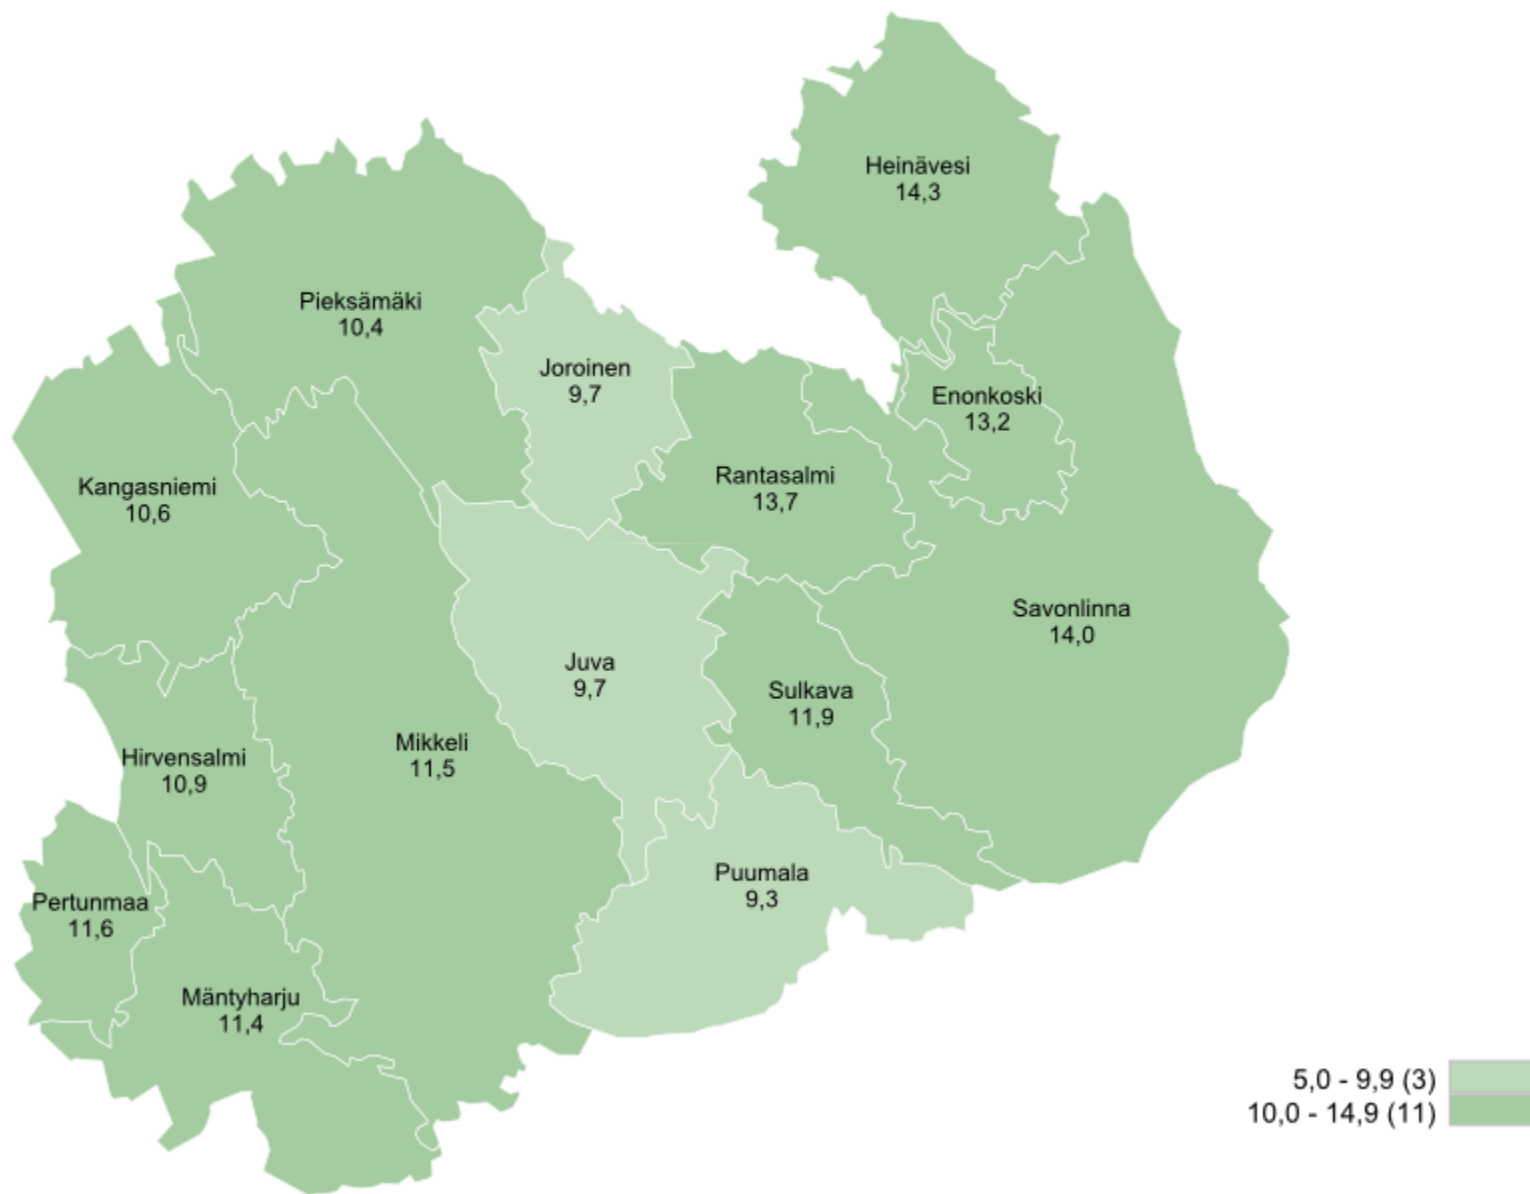 Heinävesi
14,3
Pieksämäki
10,4
Joroinen
9,7
Enonkoski
13,2
Rantasalmi
13,7
Kangasniemi
10,6
Savonlinna
14,0
Juva
9,7
Sulkava
11,9
Mikkeli
11,5
Hirvensalmi
10,9
Puumala
9,3
Pertunmaa
11,6
Mäntyharju
11,4
5,0 - 9,9 (3)
10,0 - 14,9 (11)